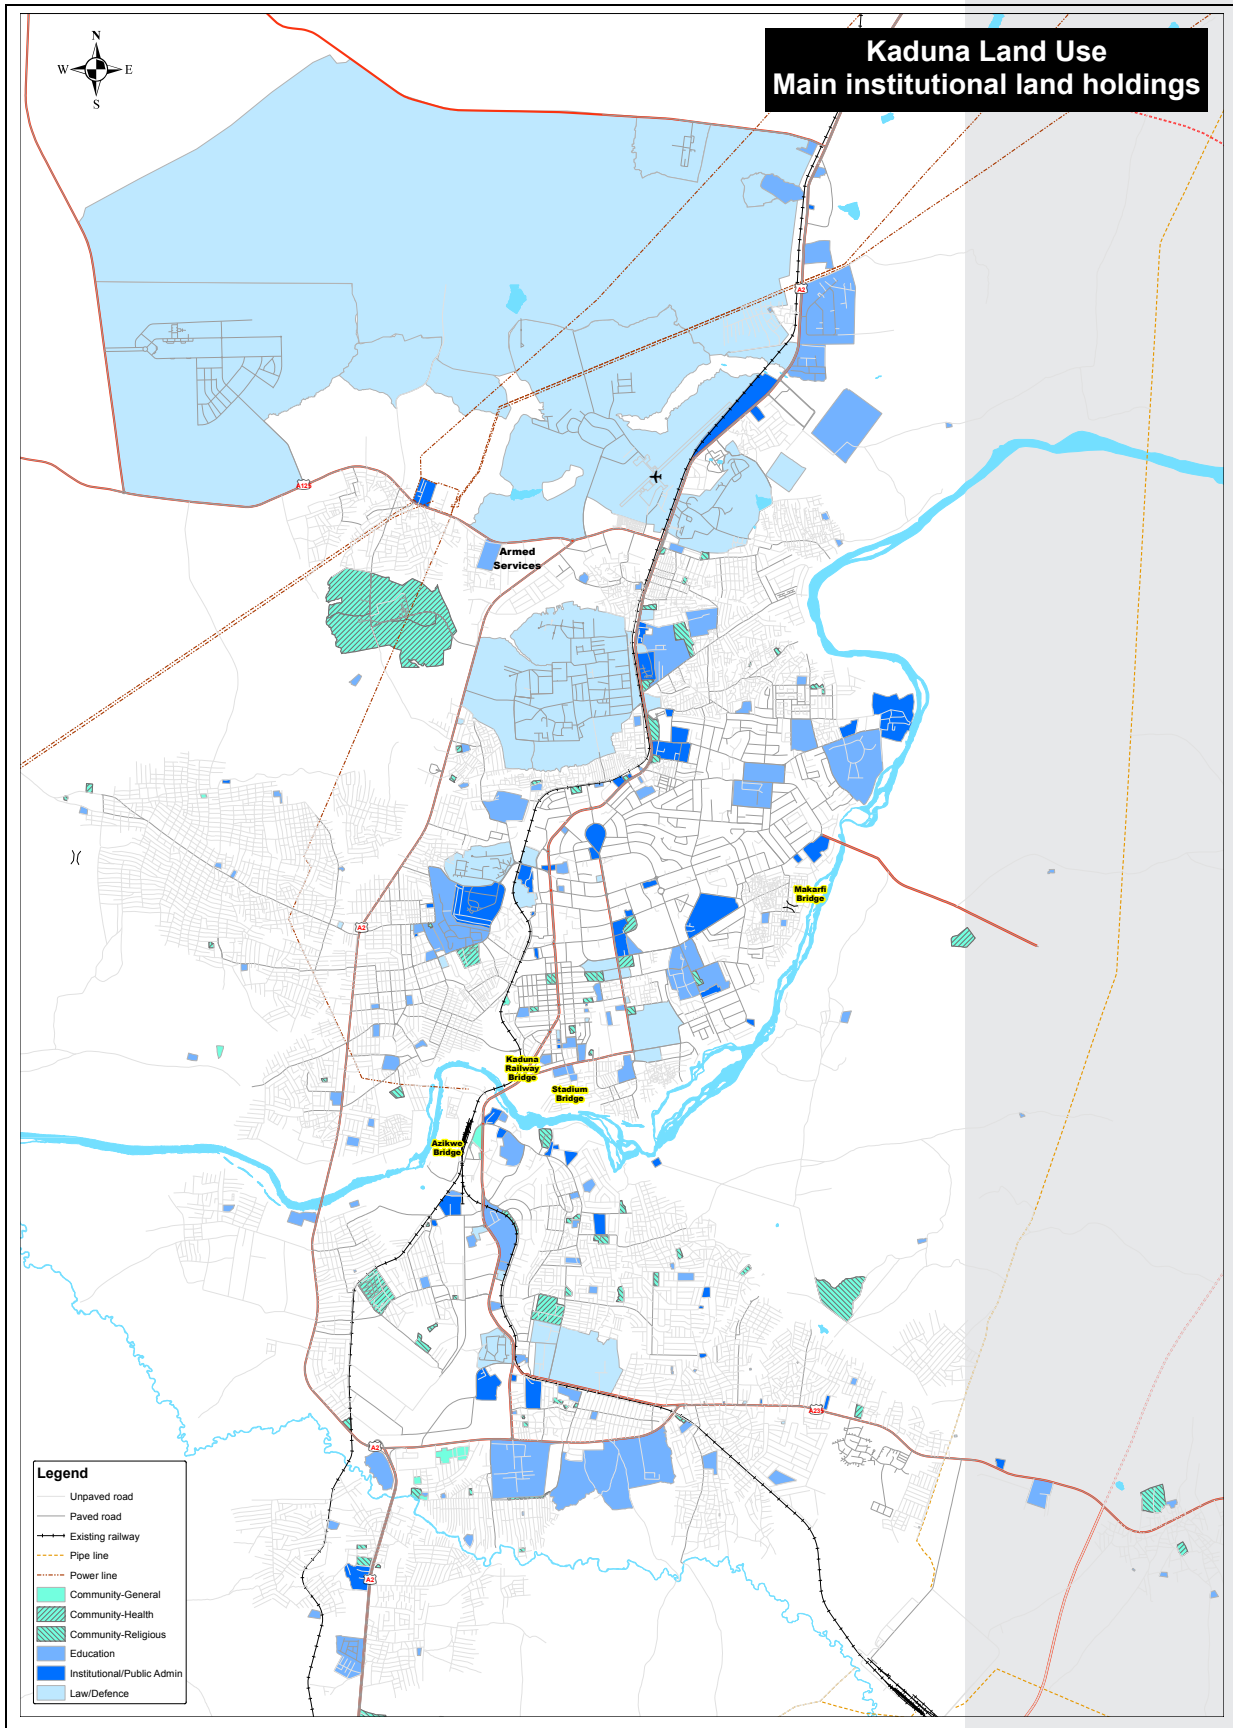 Kaduna Land Use
Main institutional land holdings
N
W E
S
A2
A125
Armed
Services
A2
Makarfi
Bridge
Kaduna
Railway
Bridge
Stadium
Bridge
Azikwe
Bridge
A235
A2
A2
Legend
Unpaved road
Paved road
Existing railway
Pipe line
Power line
Community-General
Community-Health
Community-Religious
Education
Institutional/Public Admin
Law/Defence